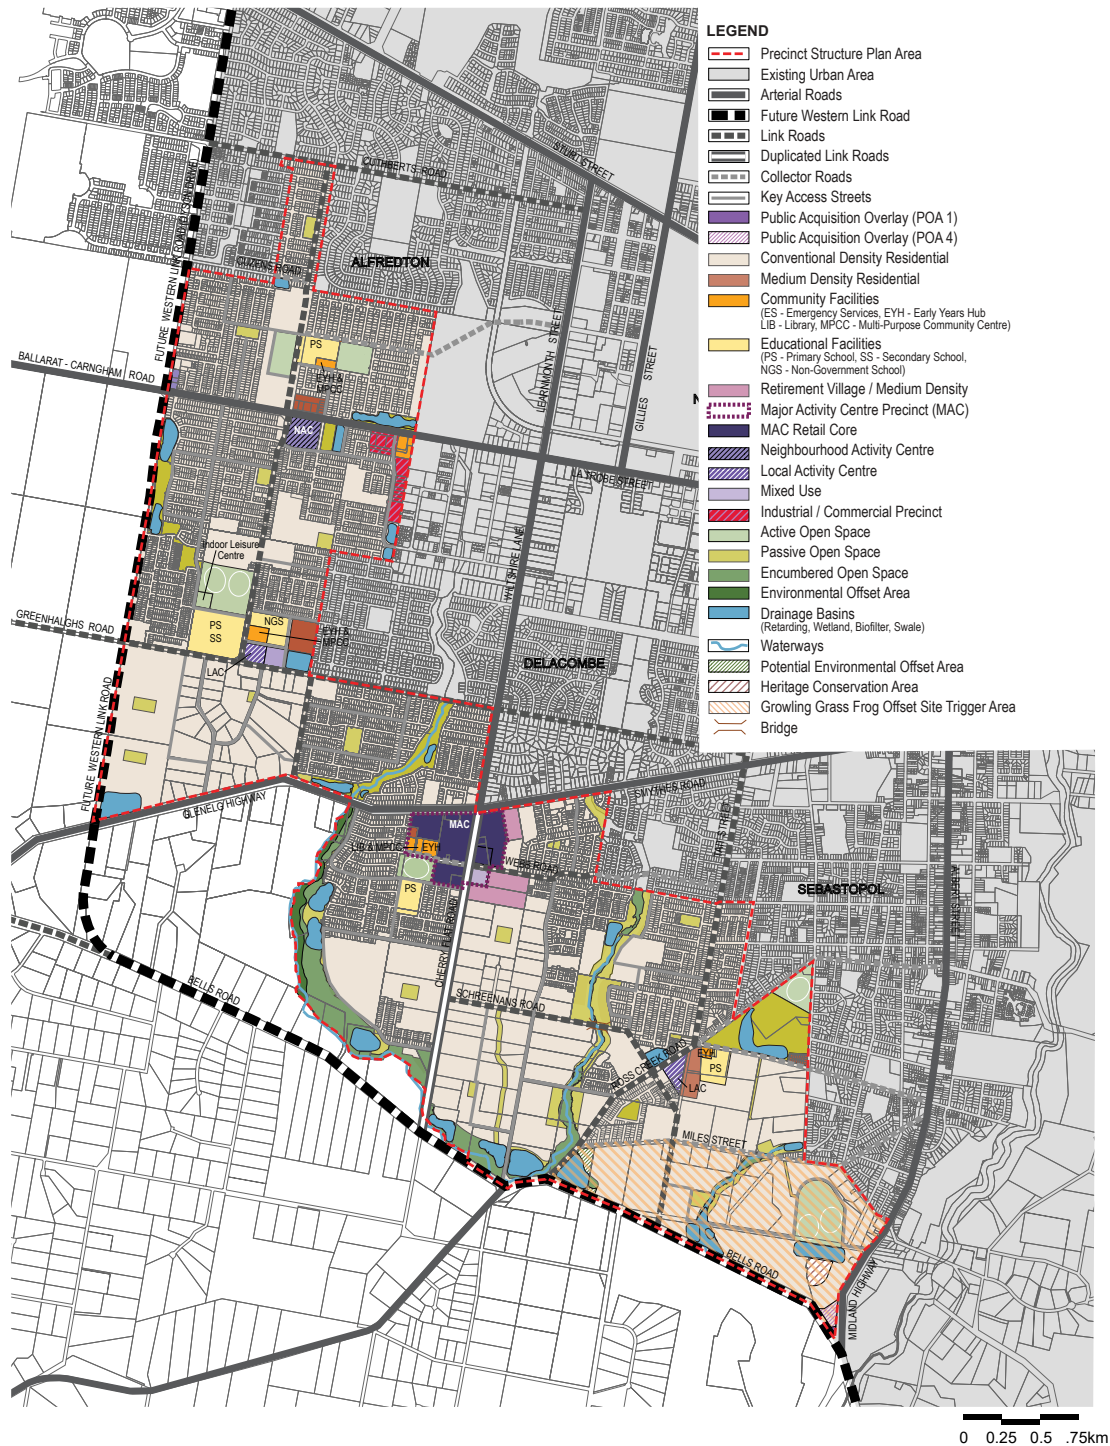 LEGEND
Precinct Structure Plan Area
Existing Urban Area
Arterial Roads
Future Western Link Road
Link Roads
Duplicated Link Roads
Collector Roads
Key Access Streets
Public Acquisition Overlay (POA 1)
Public Acquisition Overlay (POA 4)
Conventional Density Residential
Medium Density Residential
Community Facilities
(ES - Emergency Services, EYH - Early Years Hub
LIB - Library, MPCC - Multi-Purpose Community Centre)
Educational Facilities
(PS - Primary School, SS - Secondary School,
NGS - Non-Government School)
Retirement Village / Medium Density
Major Activity Centre Precinct (MAC)
MAC Retail Core
Neighbourhood Activity Centre
Local Activity Centre
Mixed Use
Industrial / Commercial Precinct
Active Open Space
Passive Open Space
Encumbered Open Space
Environmental Offset Area
Drainage Basins
(Retarding, Wetland, Biofilter, Swale)
Waterways
Potential Environmental Offset Area
Heritage Conservation Area
Growling Grass Frog Offset Site Trigger Area
Bridge
STURT STREET
CUTHBERTS ROAD
ALFREDTON
CUZENS ROAD
FUTURE WESTERN LINK ROAD
LEARMONTH STREET
GILLIES STREET
PS
EYH &
MPCC
BALLARAT - CARNGHAM ROAD
NAC
N
LA TROBE STREET
WILTSHIRE LANE
Indoor Leisure
Centre
GREENHALGHS ROAD
PS
SS
NGS
EYH &
MPCC
LAC
DELACOMBE
FUTURE WESTERN LINK ROAD
GLENELG HIGHWAY
SMYTHES ROAD
MAC
LIB & MPCC
EYH
WEBB ROAD
PS
SEBASTOPOL
ALBERT STREET
CHERRY FLAT ROAD
BELLS ROAD
SCHREENANS ROAD
ROSS CREEK ROAD
EYH
PS
LAC
MILES STREET
BELLS ROAD
MIDLAND HIGHWAY
0 0.25 0.5 .75km